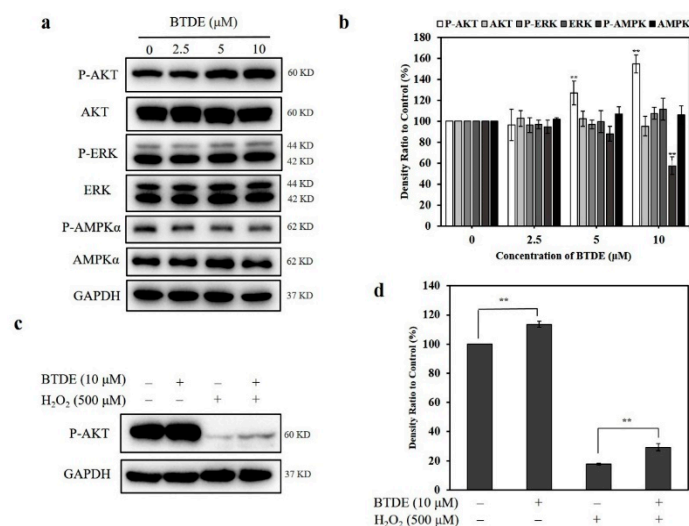 a
BTDE (μM)
0 2.5 5 10
P-AKT 60 KD
AKT 60 KD
P-ERK 44 KD
42 KD
ERK 44 KD
42 KD
P-AMPKα 62 KD
AMPKα 62 KD
GAPDH 37 KD
b
P-AKT AKT P-ERK ERK P-AMPK AMPK
Density Ratio to Control (%)
180
160
140
120
100
80
60
40
20
0
**
**
**
0 2.5 5 10
Concentration of BTDE (μM)
c
BTDE (10 μM) – + – +
H₂O₂ (500 μM) – – + +
P-AKT 60 KD
GAPDH 37 KD
d
Density Ratio to Control (%)
140
120
100
80
60
40
20
0
**
**
BTDE (10 μM) – + – +
H₂O₂ (500 μM) – – + +